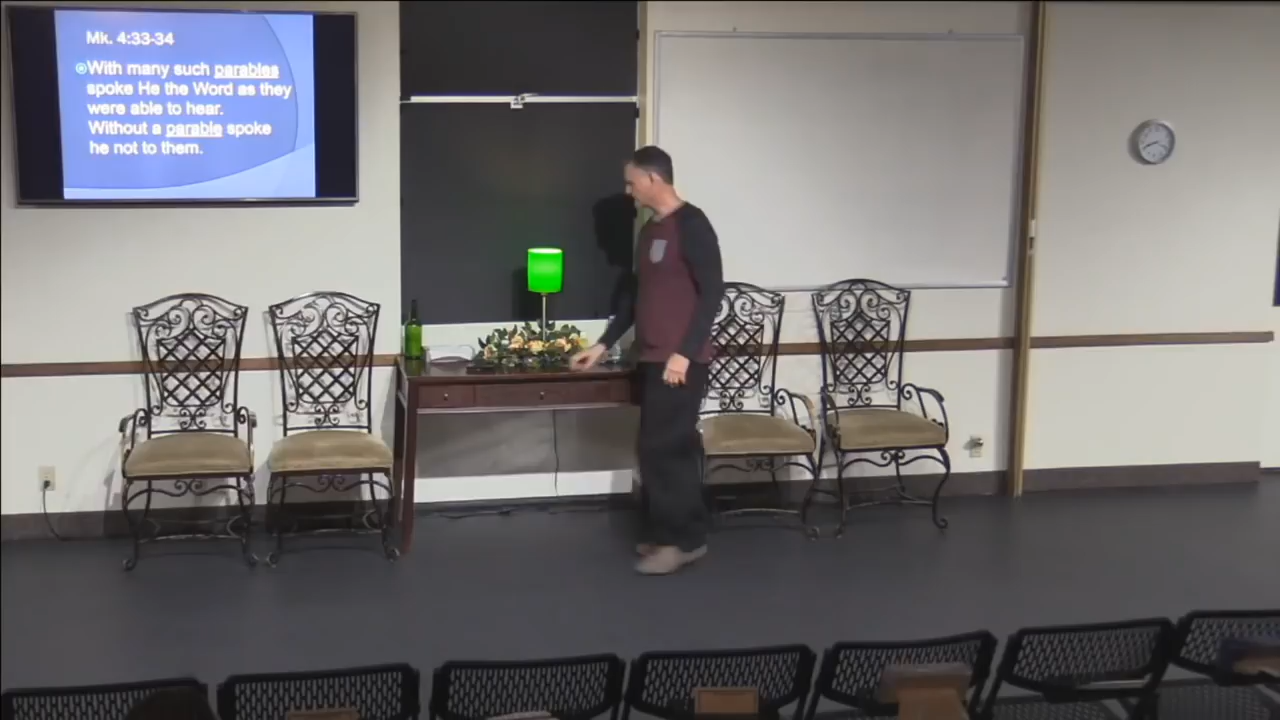 Mk. 4:33-34
With many such parables
spoke He the Word as they
were able to hear.
Without a parable spoke
he not to them.